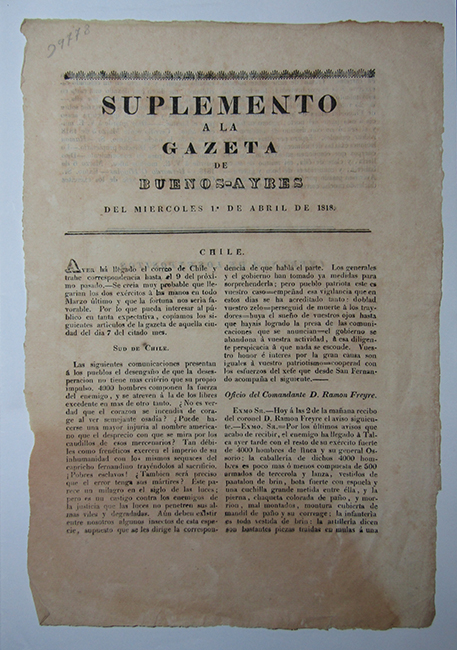 29478
SUPLEMENTO
A LA
GAZETA
DE
BUENOS-AYRES
DEL MIERCOLES 1.º DE ABRIL DE 1818.
CHILE.
AYER ha llegado el correo de Chile y
trahe correspondencia hasta el 9 del próxi
mo pasado.—Se creia muy probable que lle-
garian los dos exércitos á las manos en todo
Marzo último y que la fortuna nos seria fa-
vorable. Por lo que pueda interesar al pú-
blico en tanta expectativa, copiamos los si-
guientes articulos de la gazeta de aquella ciu-
dad del dia 7 del citado mes.
SUD DE CHILE.
Las siguientes comunicaciones presentan
á los pueblos el desengaño de que la deses-
peracion no tiene mas criterio que su propio
impulso. 4000 hombres componen la fuerza
del enemigo, y se atreven á la de los libres
excedente en mas de otro tanto. ¿No es ver-
dad que el corazon se incendia de corage
al ver semejante osadia? ¿Puede ha-
cerse una mayor injuria al nombre america-
no que el desprecio con que se mira por los
caudillos de esos mercenarios? Tan dèbi-
les como frenéticos exercen el imperio de su
inhumanidad con los mismos sequaces del
capricho fernandino trayéndolos al sacrificio.
¡Pobres esclavos! ¿Tambien será preciso
que el error tenga sus mártires? Este pa-
rece un milagro en el siglo de las luces;
pero es un castigo contra los enemigos de
la justicia que las luces no penetren sus al-
mas viles y degradadas. Aún deben existir
entre nosotros algunos insectos de esta espe-
cie, supuesto que se les dirige la correspon-
dencia de que habla el parte. Los generales
y el gobierno han tomado ya medidas para
sorprehenderla; pero pueblo patriota este es
vuestro caso—empeñad esa vigilancia que en
estos dias se ha acreditado tanto: doblad
vuestro zelo—perseguid de muerte á los tray-
dores—huya el sueño de vuestros ojos hasta
que hayais logrado la presa de las comuni-
caciones que se anuncian—el gobierno se
abandona á vuestra actividad, á esa diligen-
te perspicacia á que nada se esconde. Vues-
tro honor é interes por la gran causa son
iguales á vuestro patriotismo—cooperad con
los esfuerzos del xefe que desde San Fernan-
do acompaña el siguiente.—
Oficio del Comandante D. Ramon Freyre.
EXMO SR.—Hoy á las 2 de la mañana recibo
del coronel D. Ramon Freyre el aviso siguien-
te.—EXMO. SR.—Por los últimos avisos que
acabo de recibir, el enemigo ha llegado á Tal-
ca ayer tarde con el resto de su exército fuerte
de 4000 hombres de linea y su general Oso-
rio: la caballeria de dichos 4000 hombres
es poco mas ó menos compuesta de 500
armados de tercerola y lanza, vestidos de
pantalon de brin, bota fuerte con espuela y
una cuchilla grande metida entre ella, y la
pierna, chaqueta colorada de paño, y mor-
rion, mal montados, montura cubierta de
mandil de paño y su correage: la infanteria
es todo vestida de brin: la artilleria dicen
son bastantes piezas traidas en mulas á una